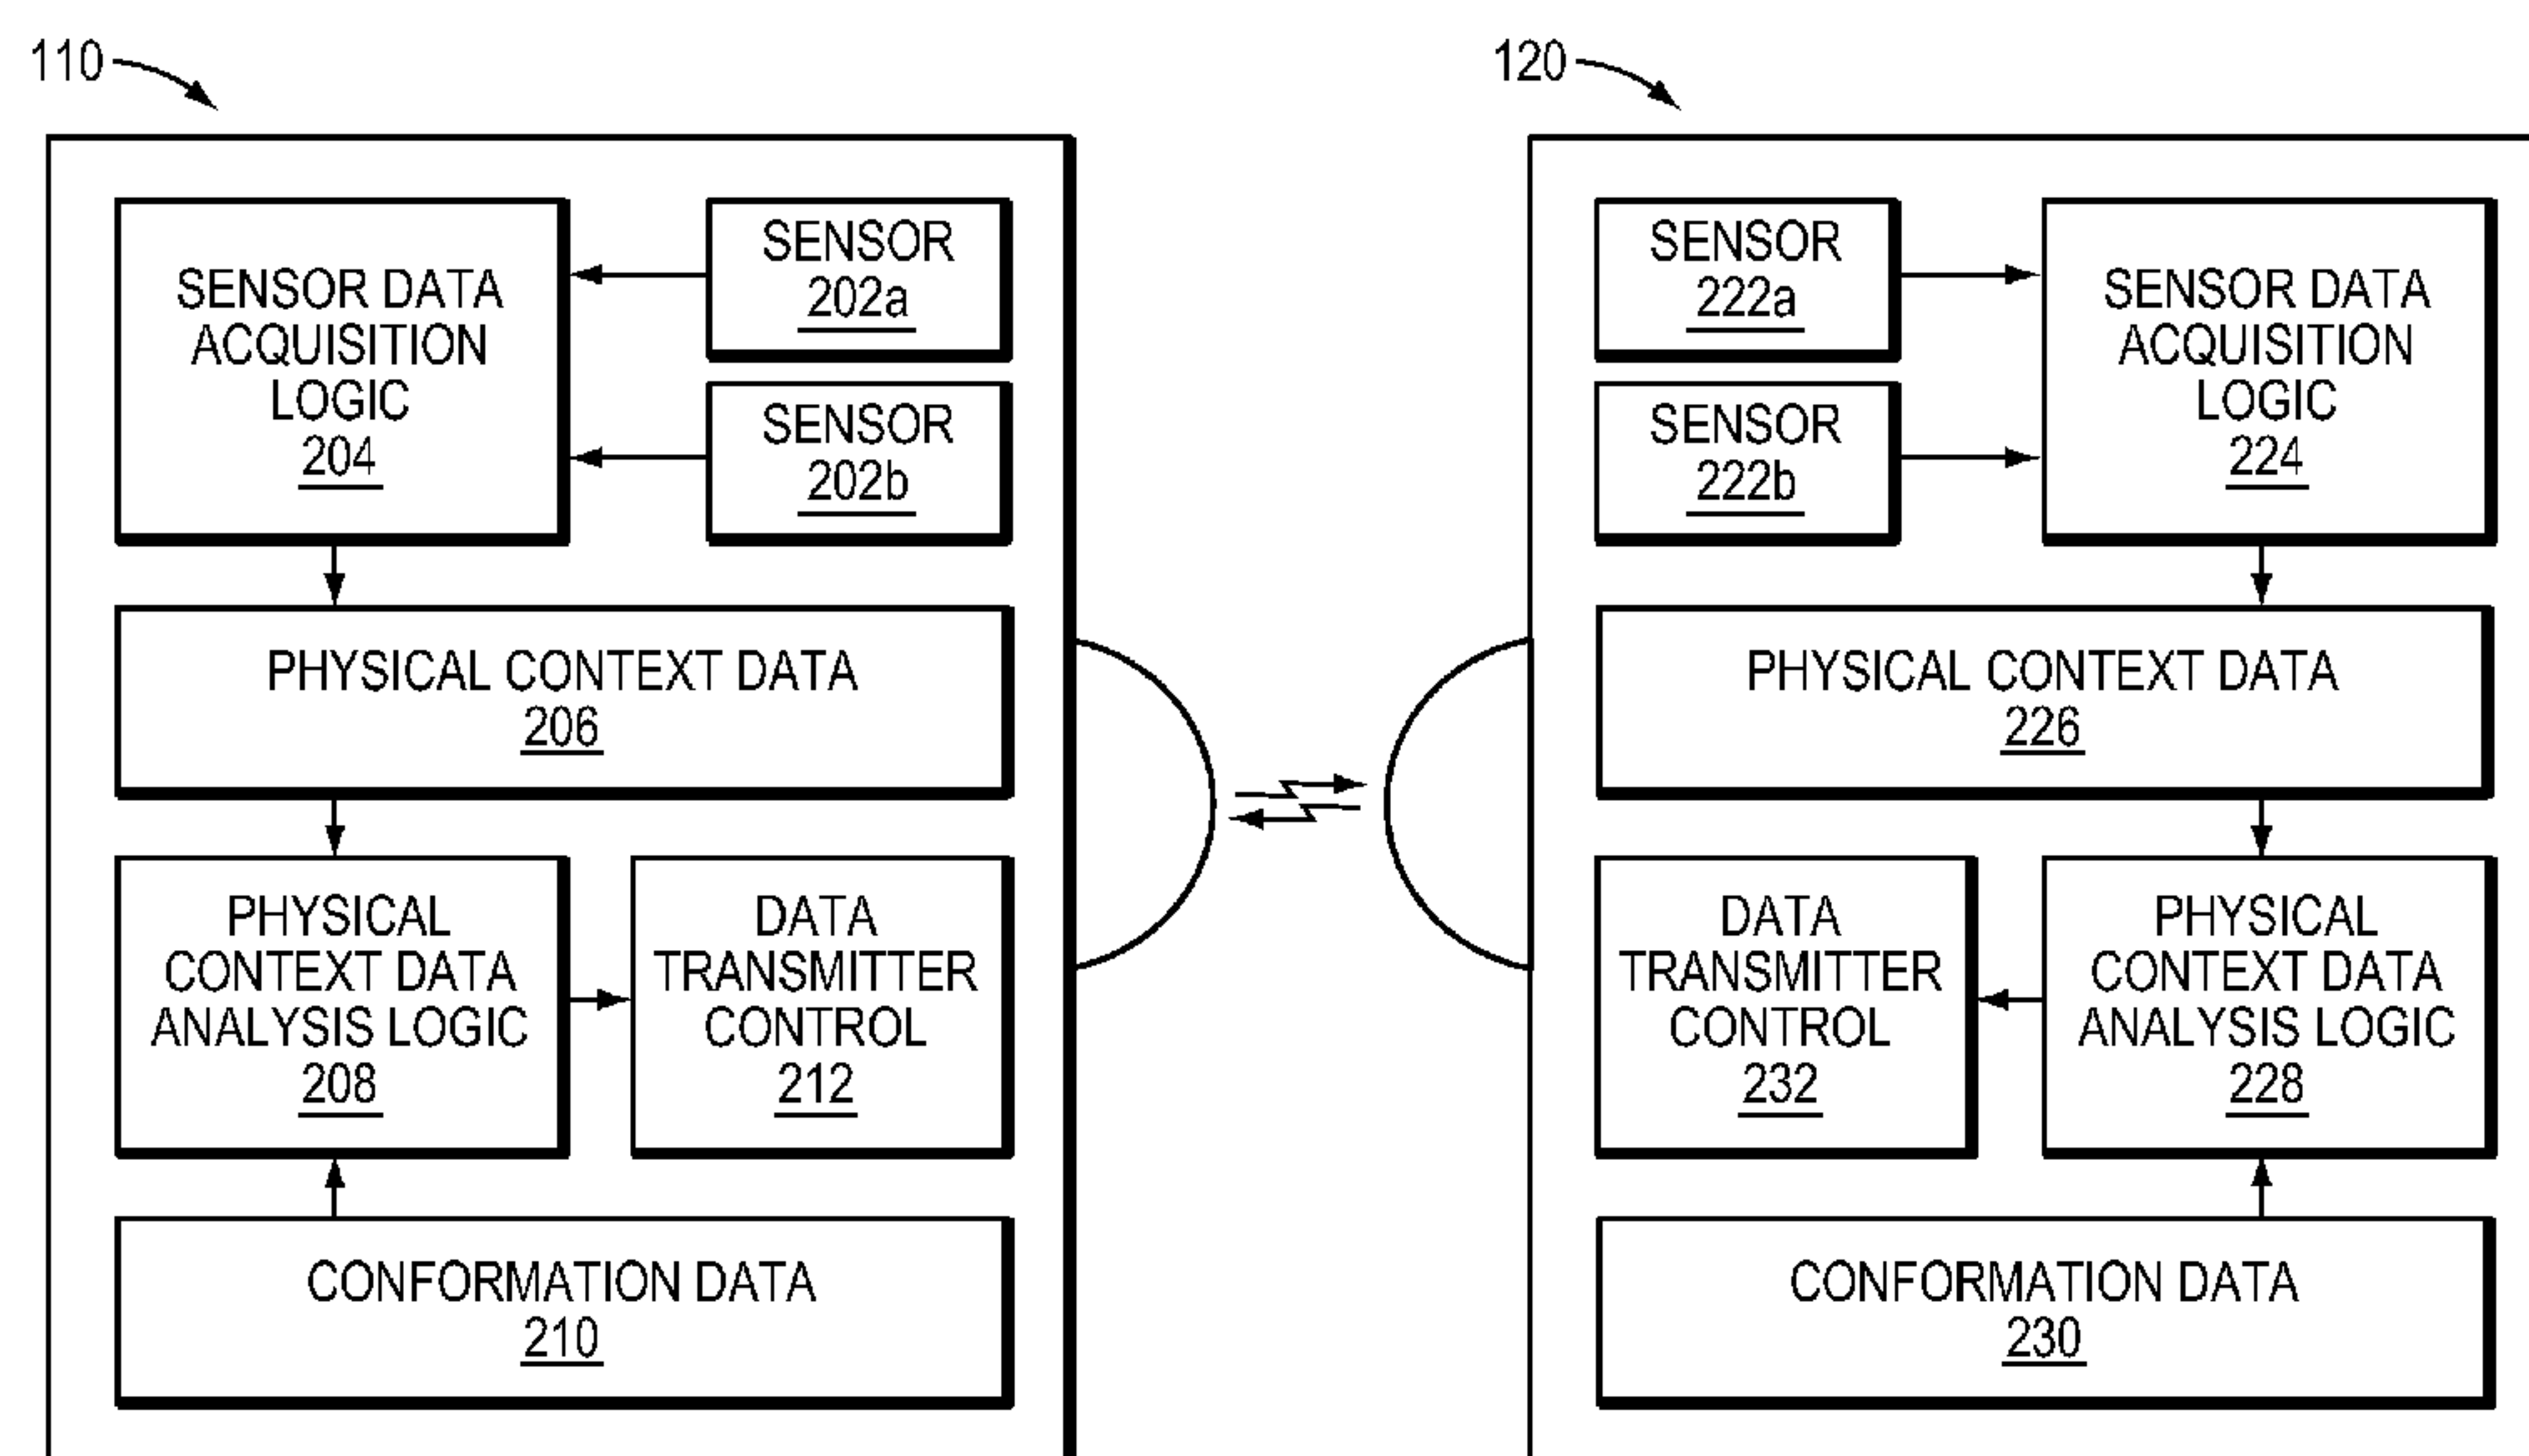 110
SENSOR DATA
ACQUISITION
LOGIC
204
SENSOR
202a
SENSOR
202b
PHYSICAL CONTEXT DATA
206
PHYSICAL
CONTEXT DATA
ANALYSIS LOGIC
208
DATA
TRANSMITTER
CONTROL
212
CONFORMATION DATA
210
120
SENSOR
222a
SENSOR
222b
SENSOR DATA
ACQUISITION
LOGIC
224
PHYSICAL CONTEXT DATA
226
DATA
TRANSMITTER
CONTROL
232
PHYSICAL
CONTEXT DATA
ANALYSIS LOGIC
228
CONFORMATION DATA
230